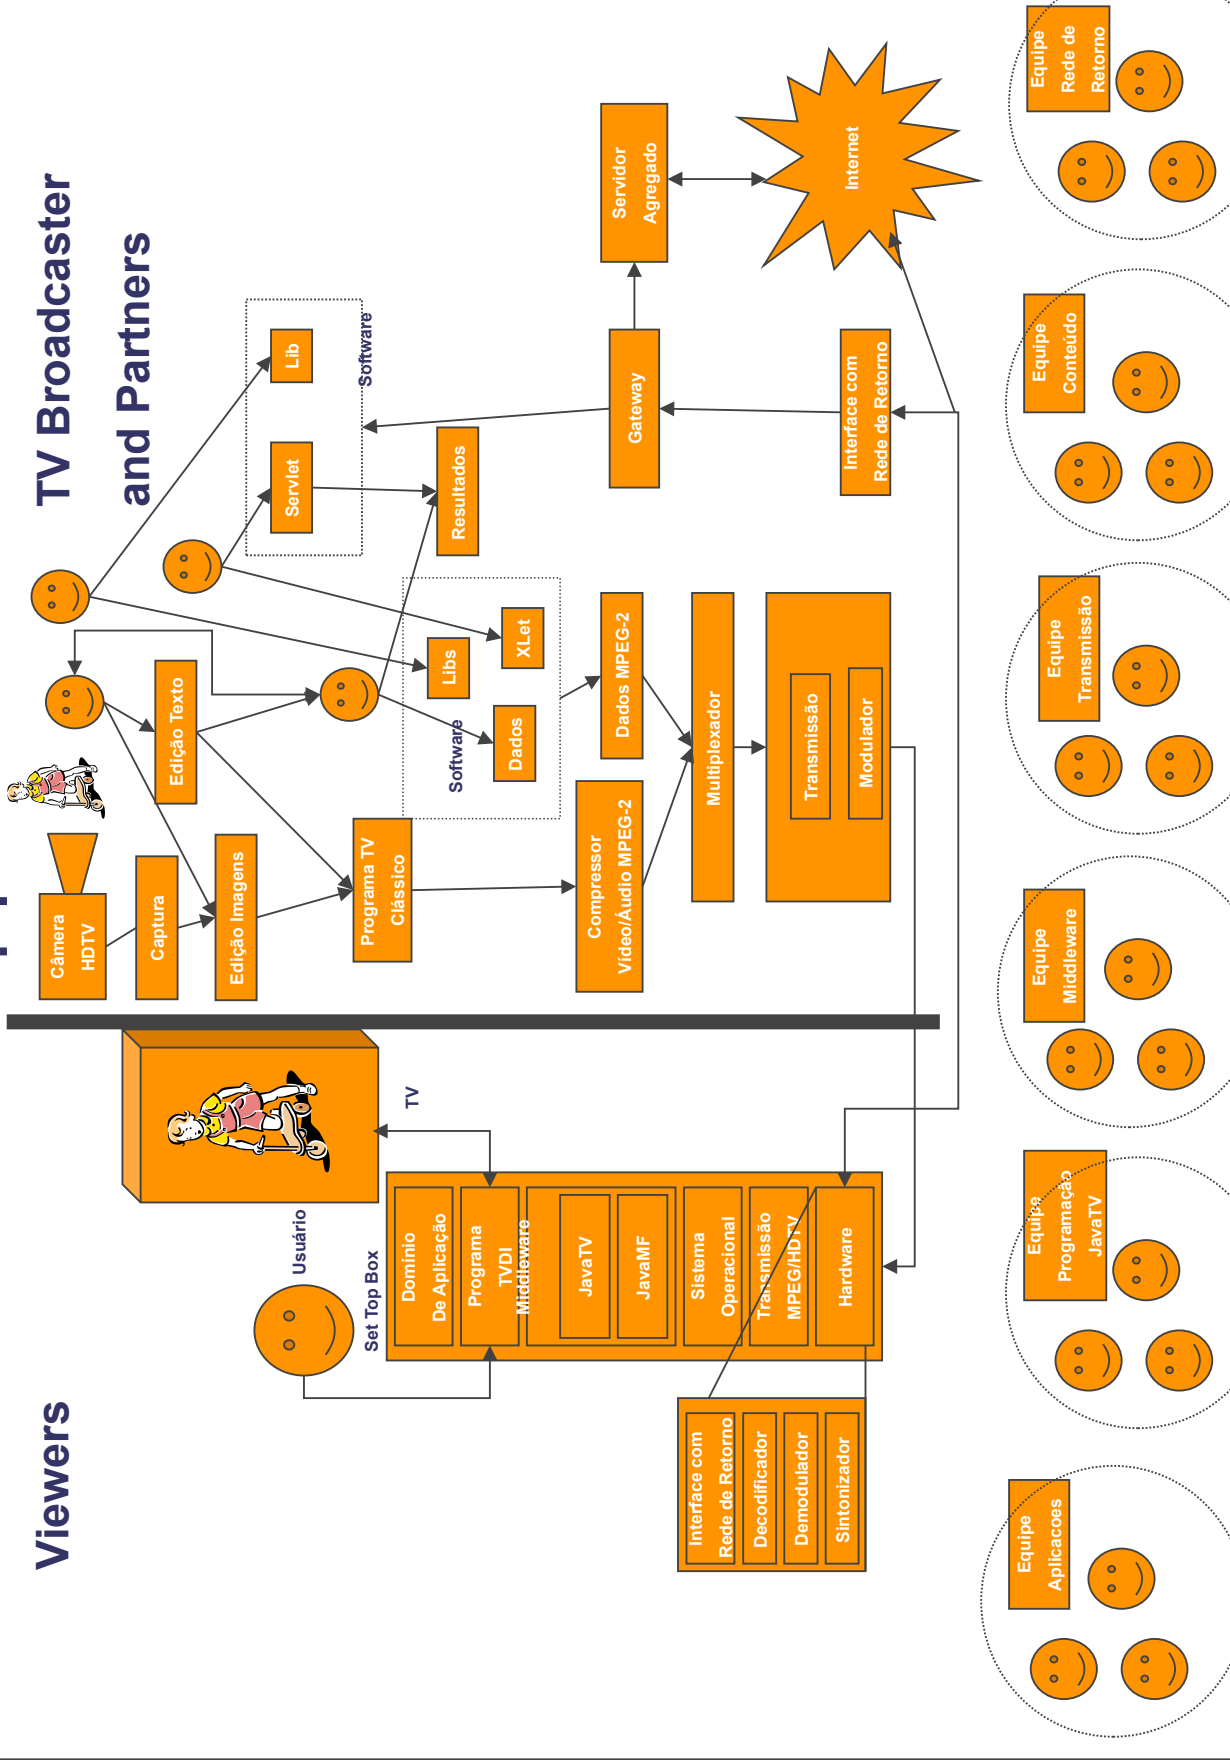 Viewers
TV Broadcaster
and Partners
Câmera
HDTV
Captura
Edição Imagens
Edição Texto
Programa TV
Clássico
Servlet
Lib
Software
Resultados
Libs
XLet
Dados
Software
Compressor
Vídeo/Áudio MPEG-2
Dados MPEG-2
Multiplexador
Transmissão
Modulador
Gateway
Servidor
Agregado
Internet
Interface com
Rede de Retorno
Usuário
TV
Set Top Box
Domínio
De Aplicação
Programa
TVDI
Middleware
JavaTV
JavaMF
Sistema
Operacional
Transmissão
MPEG/HDTV
Hardware
Interface com
Rede de Retorno
Decodificador
Demodulador
Sintonizador
Equipe
Aplicacoes
Equipe
Programação
JavaTV
Equipe
Middleware
Equipe
Transmissão
Equipe
Conteúdo
Equipe
Rede de
Retorno